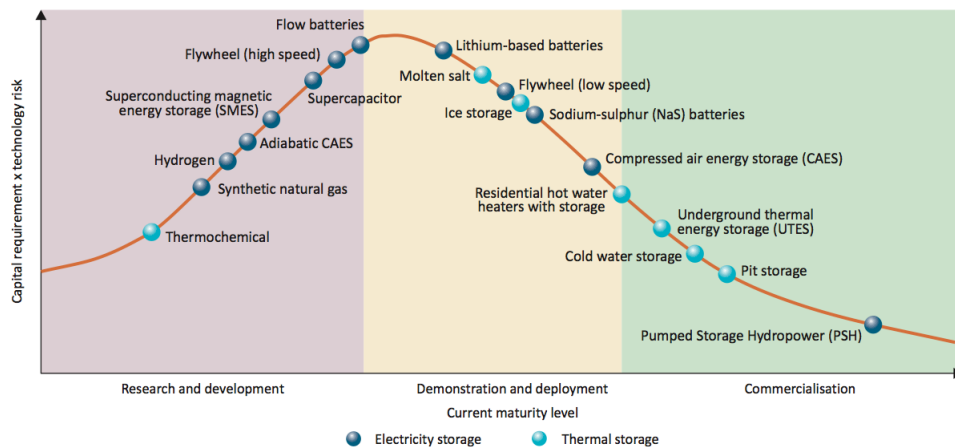 Capital requirement x technology risk
Flow batteries
Flywheel (high speed)
Supercapacitor
Superconducting magnetic
energy storage (SMES)
Adiabatic CAES
Hydrogen
Synthetic natural gas
Thermochemical
Lithium-based batteries
Molten salt
Flywheel (low speed)
Ice storage
Sodium-sulphur (NaS) batteries
Compressed air energy storage (CAES)
Residential hot water
heaters with storage
Underground thermal
energy storage (UTES)
Cold water storage
Pit storage
Pumped Storage Hydropower (PSH)
Research and development
Demonstration and deployment
Commercialisation
Current maturity level
Electricity storage
Thermal storage